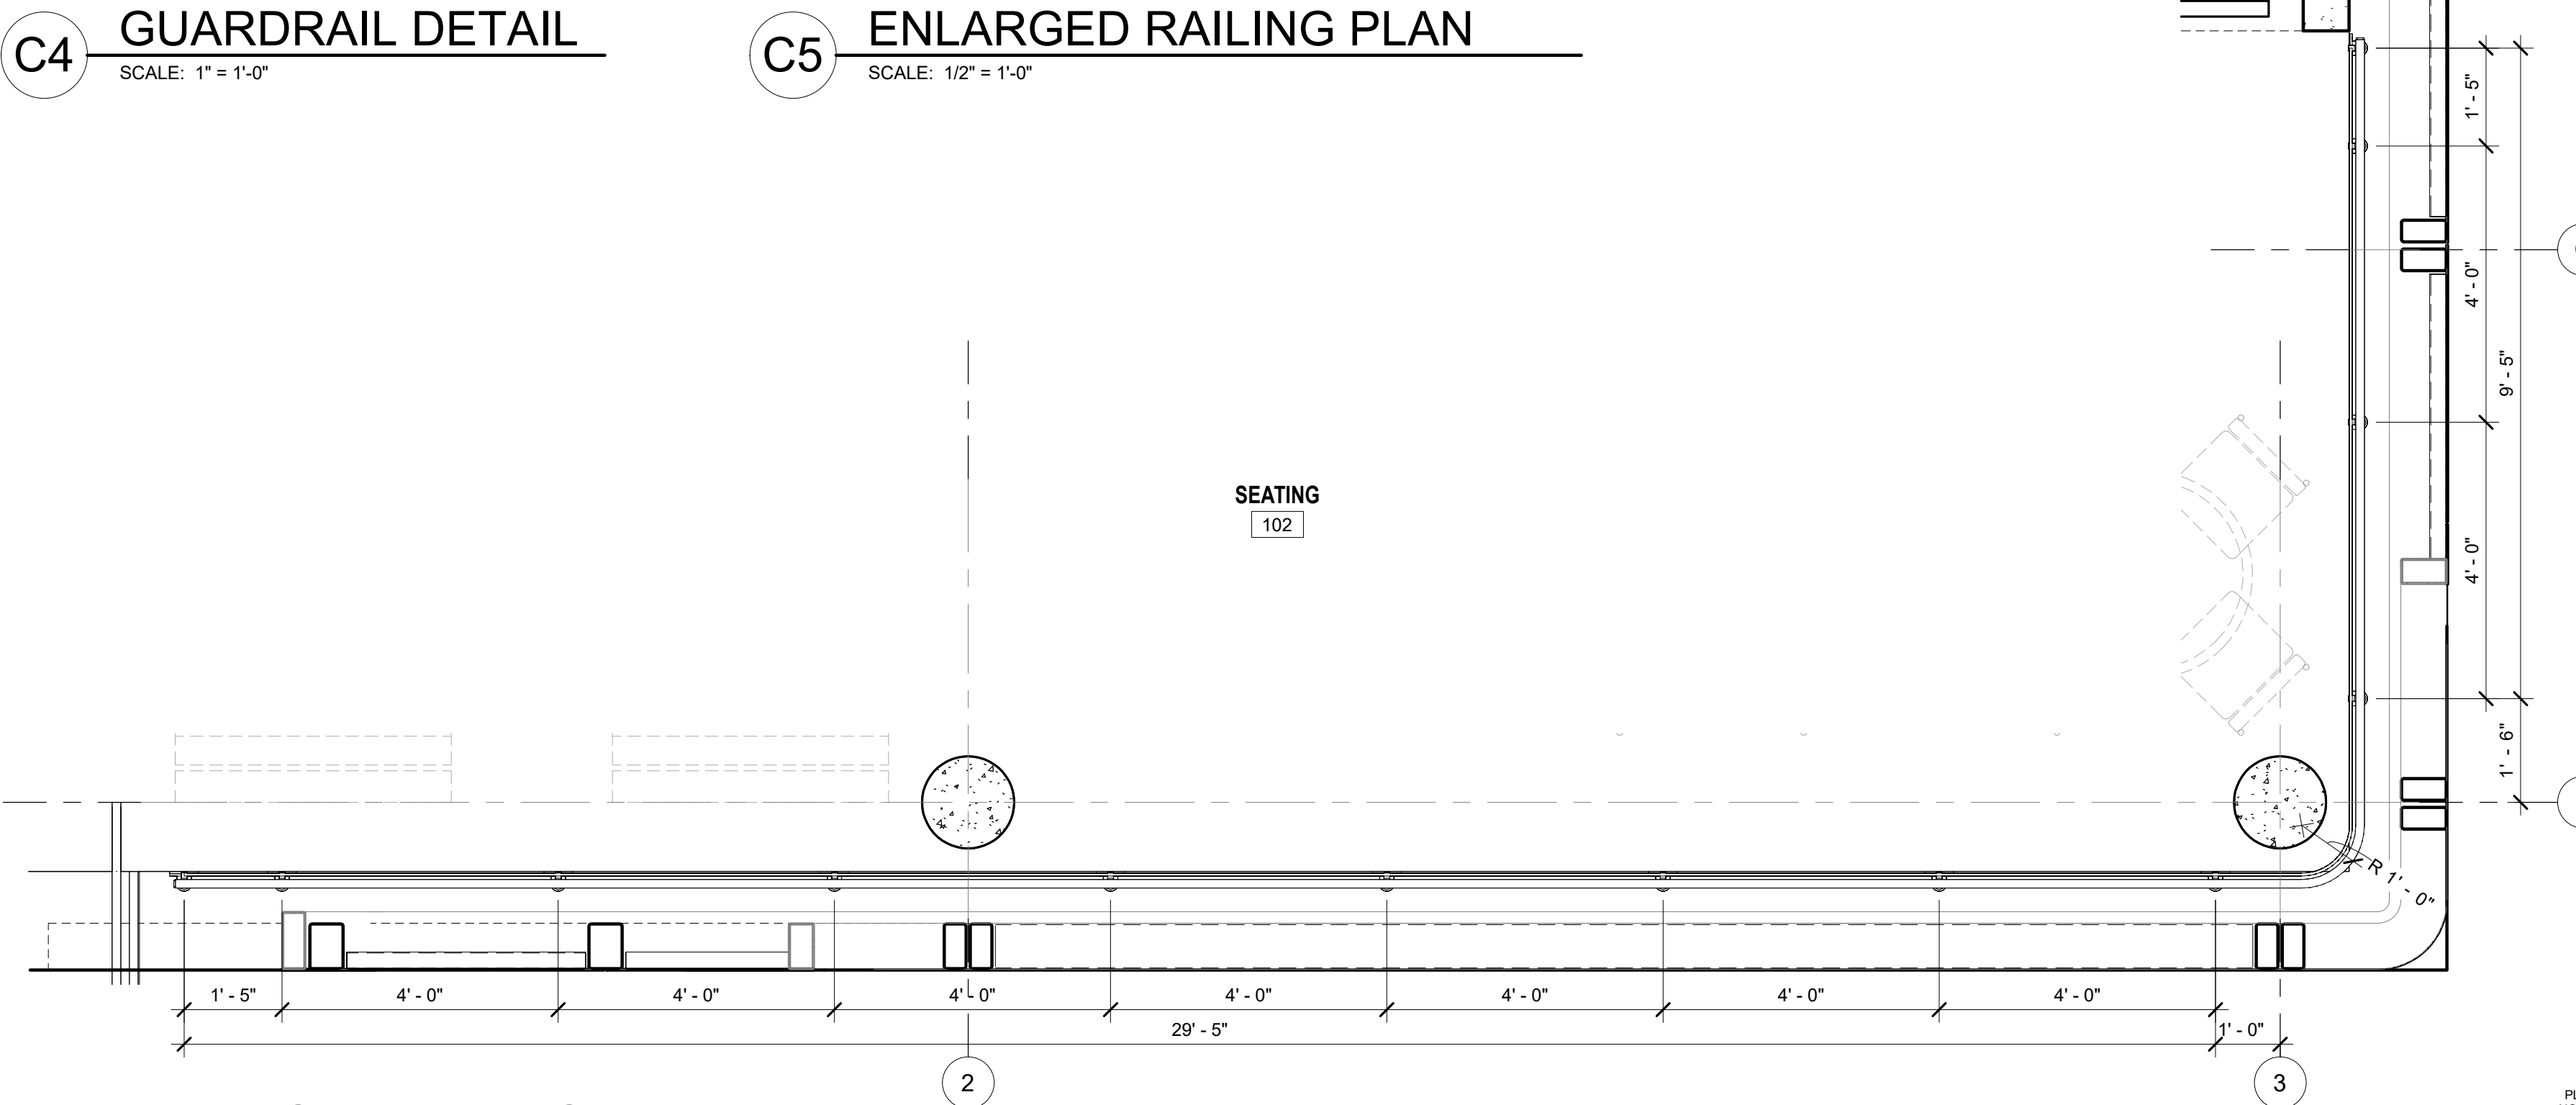 C4
GUARDRAIL DETAIL
SCALE: 1" = 1'-0"
C5
ENLARGED RAILING PLAN
SCALE: 1/2" = 1'-0"
1' - 5"
4' - 0"
9' - 5"
4' - 0"
1' - 6"
SEATING
102
R 1' - 0"
1' - 5"
4' - 0"
4' - 0"
4' - 0"
4' - 0"
4' - 0"
4' - 0"
4' - 0"
29' - 5"
1' - 0"
2
3